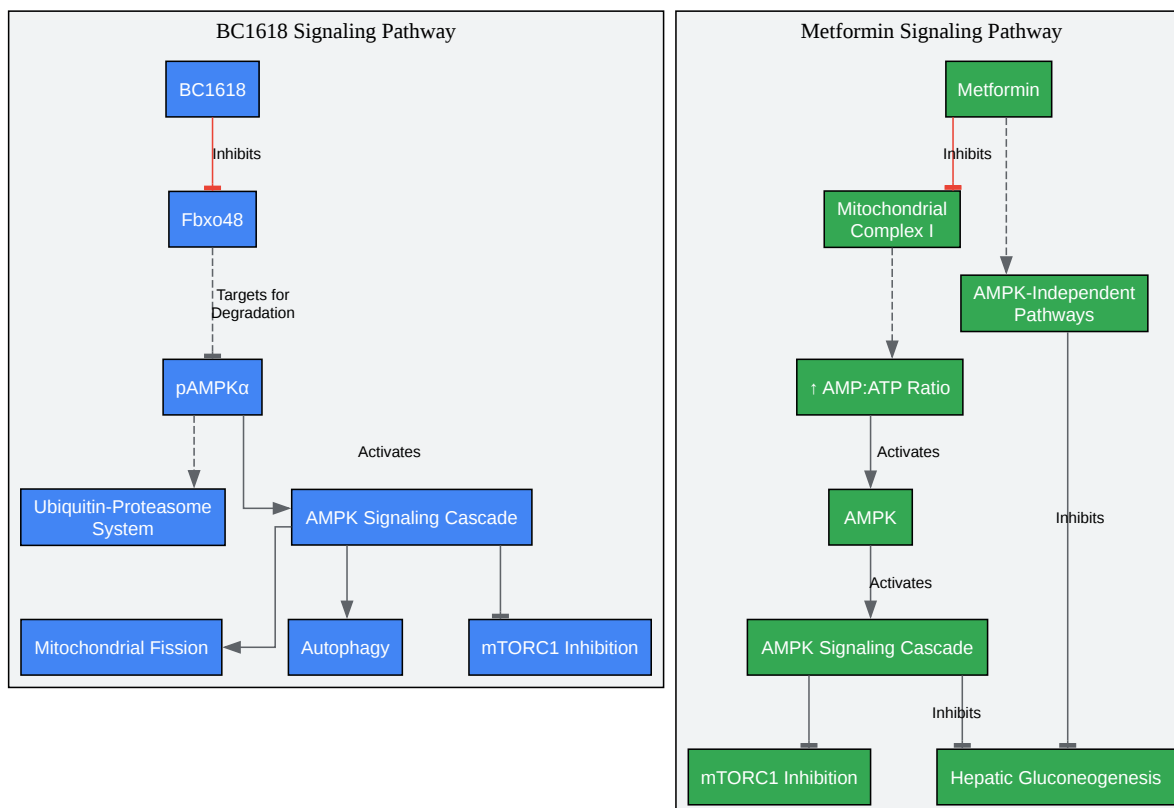 BC1618 Signaling Pathway
BC1618
Inhibits
Fbxo48
Targets for
Degradation
pAMPKα
Activates
Ubiquitin-Proteasome
System
AMPK Signaling Cascade
Mitochondrial Fission
Autophagy
mTORC1 Inhibition
Metformin Signaling Pathway
Metformin
Inhibits
Mitochondrial
Complex I
AMPK-Independent
Pathways
↑ AMP:ATP Ratio
Activates
AMPK
Inhibits
Activates
AMPK Signaling Cascade
Inhibits
mTORC1 Inhibition
Hepatic Gluconeogenesis